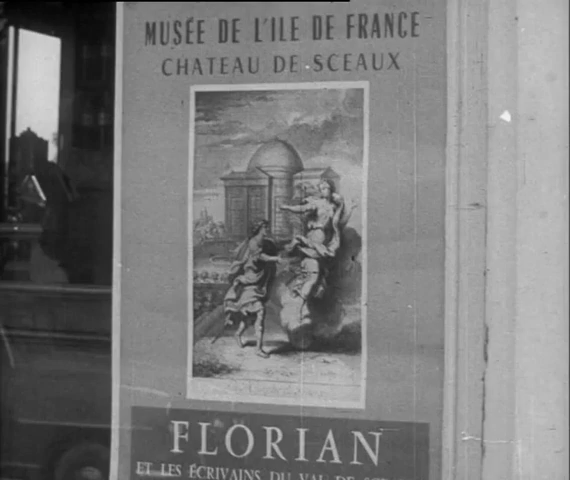 MUSÉE DE L'ILE DE FRANCE
CHATEAU DE SCEAUX
FLORIAN
ET LES ÉCRIVAINS DU VAL DE